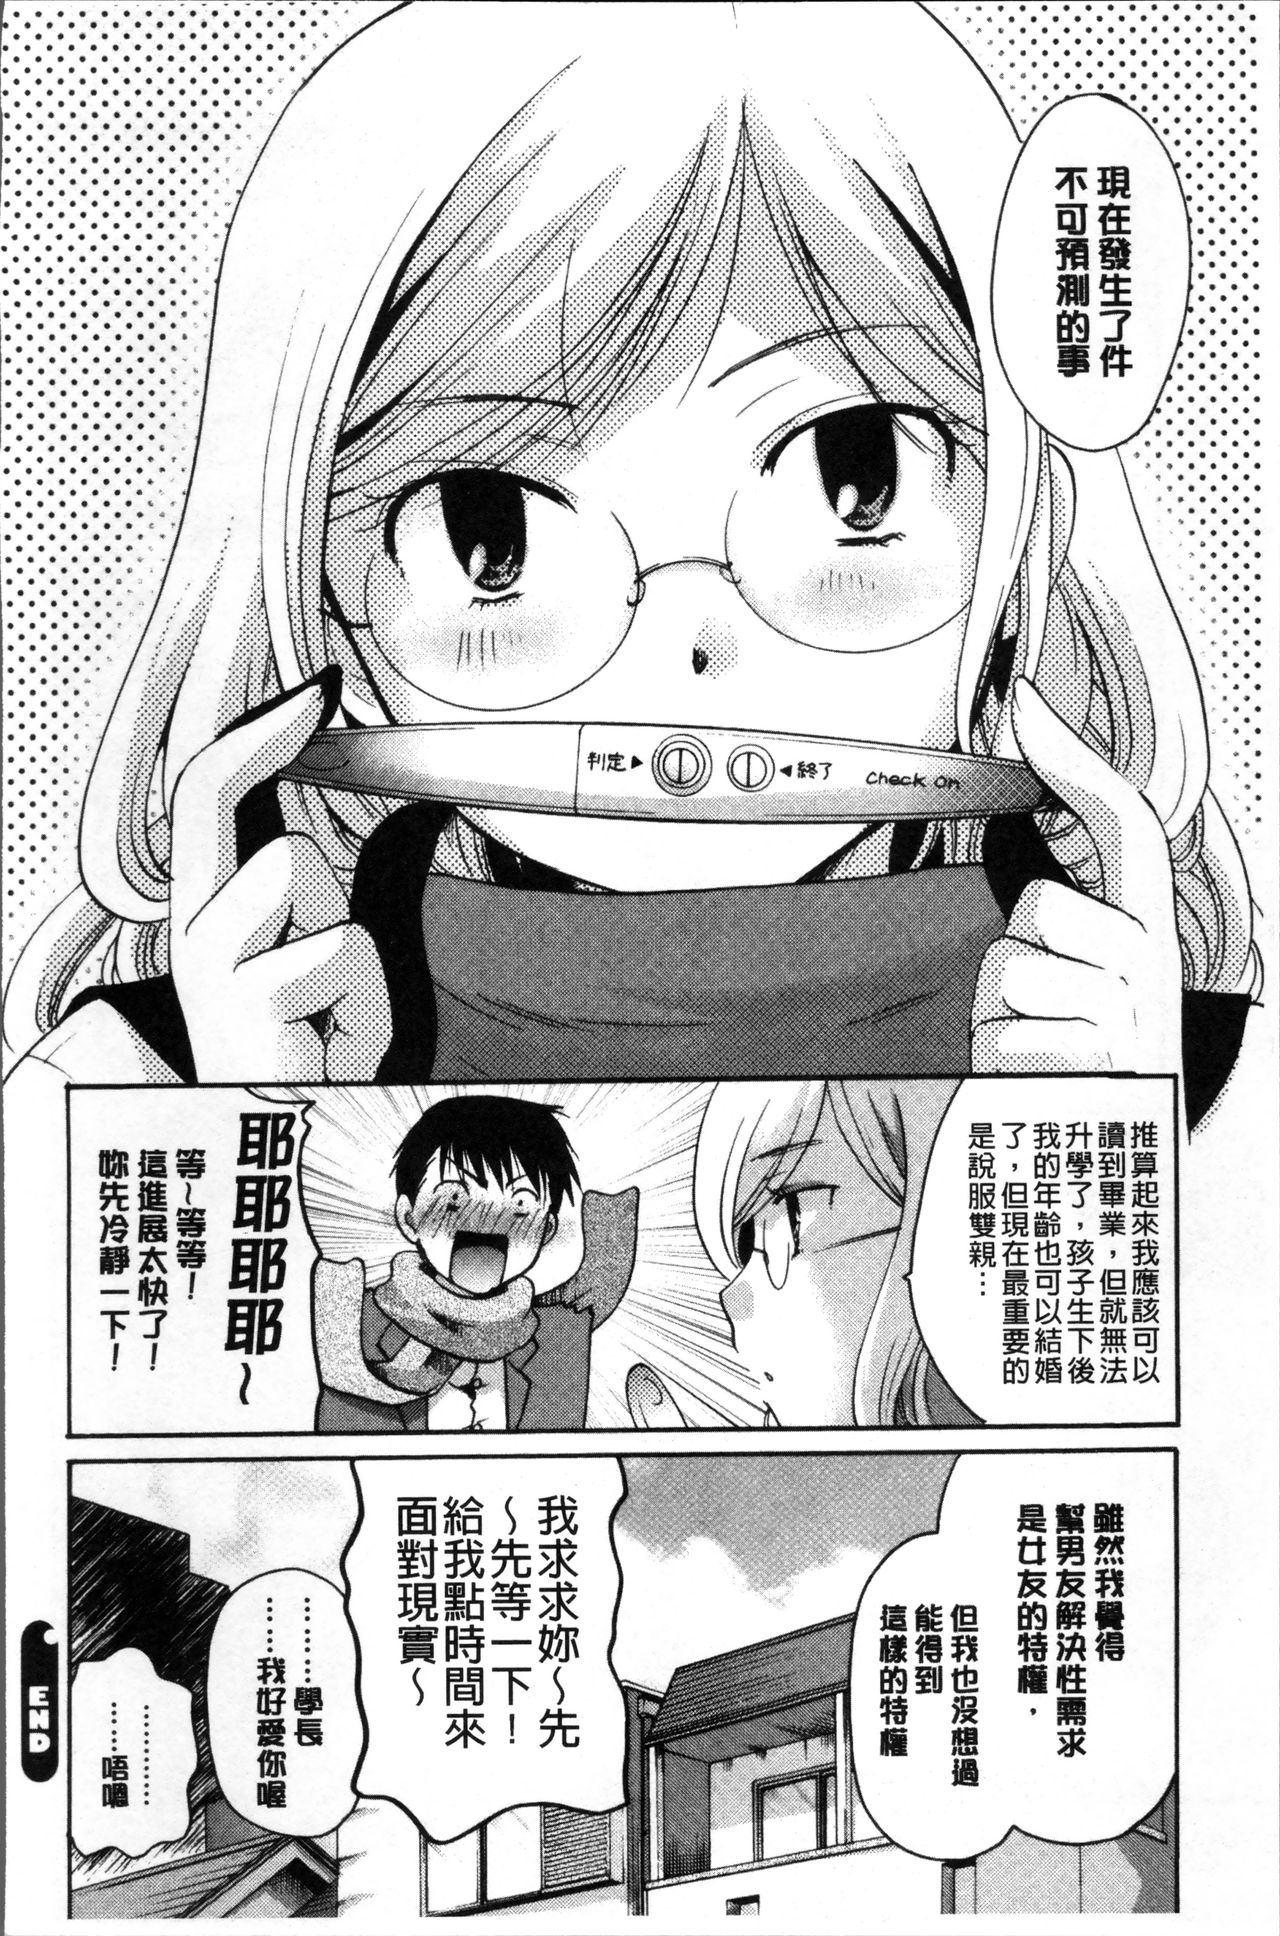 現在發生了件
不可預測的事
判定▶
◀終了
Check On
推算起來我應該可以
讀到畢業，但就無法
升學了，孩子生下後
我的年齡也可以結婚
了，但現在最重要的
是說服雙親…
耶耶耶耶～
等～等等！
這進展太快了！
妳先冷靜一下！
雖然我覺得
幫男友解決性需求
是女友的特權，
但我也沒想過
能得到
這樣的特權
我求求妳～先
～先等一下！
給我點時間來
面對現實～
………學長
……我好愛你喔
…………
……唔嗯
END